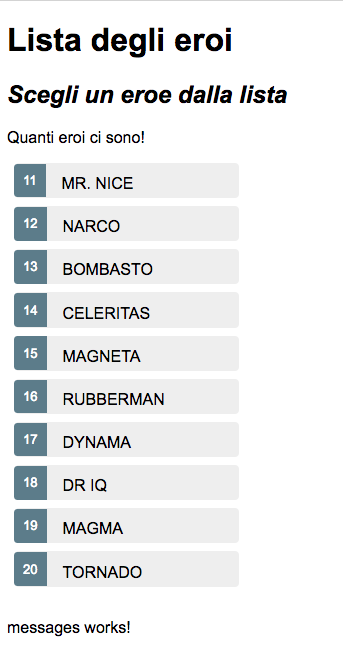 Lista degli eroi
Scegli un eroe dalla lista
Quanti eroi ci sono!
11 MR. NICE
12 NARCO
13 BOMBASTO
14 CELERITAS
15 MAGNETA
16 RUBBERMAN
17 DYNAMA
18 DR IQ
19 MAGMA
20 TORNADO
messages works!